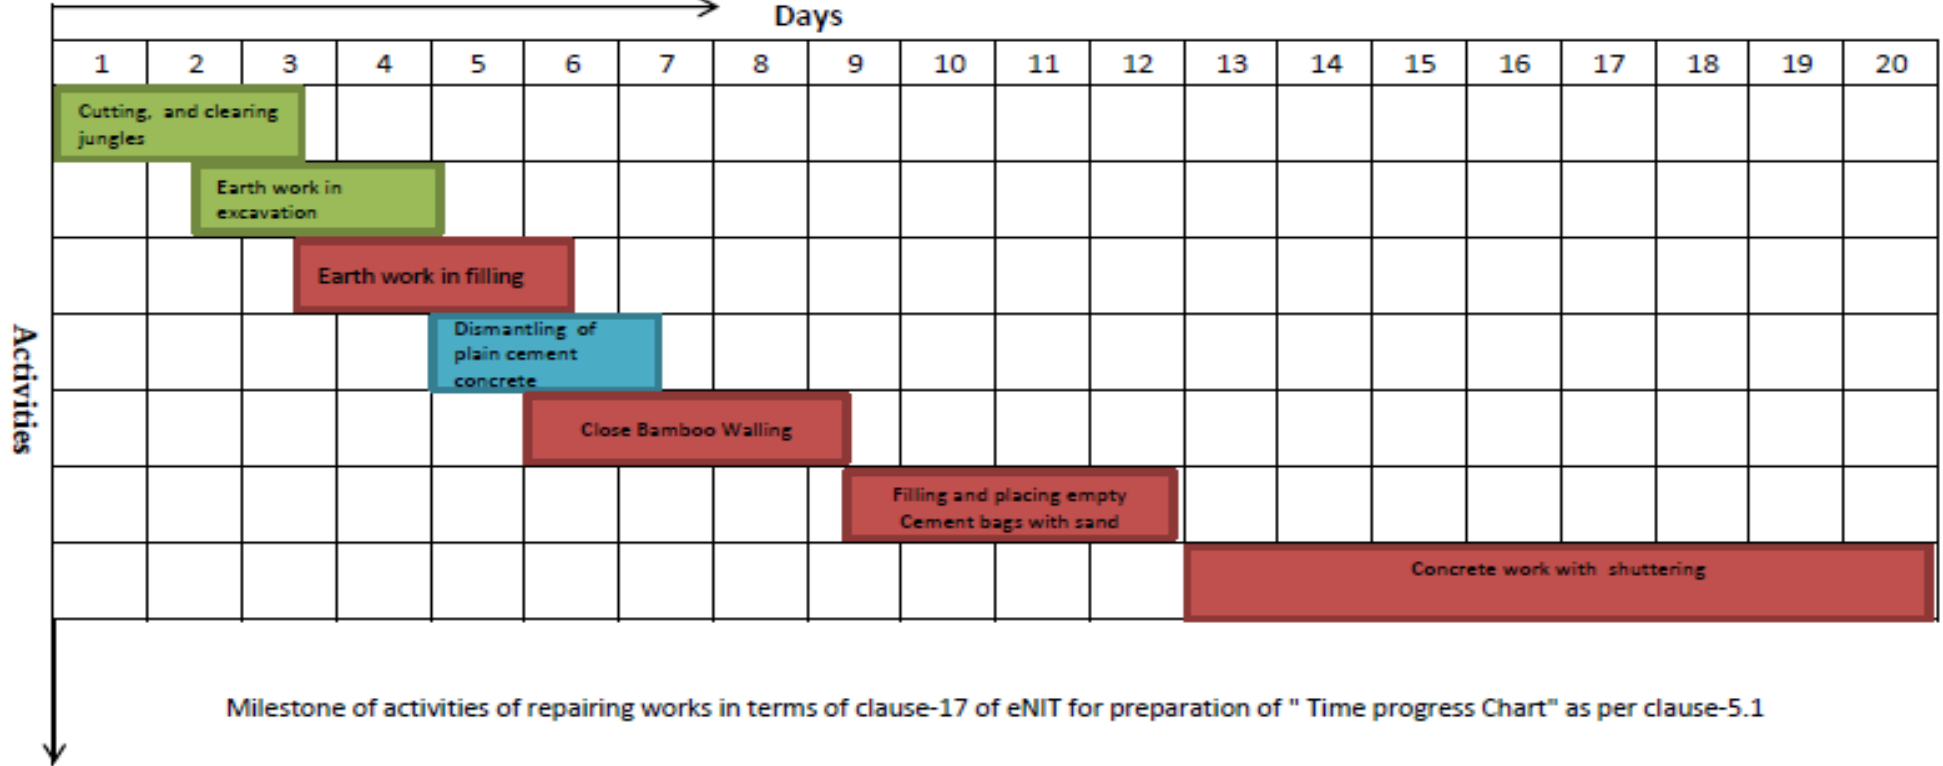 Days
1 2 3 4 5 6 7 8 9 10 11 12 13 14 15 16 17 18 19 20
Cutting, and clearing
jungles
Earth work in
excavation
Earth work in filling
Dismantling of
plain cement
concrete
Close Bamboo Walling
Filling and placing empty
Cement bags with sand
Concrete work with shuttering
Activities
Milestone of activities of repairing works in terms of clause-17 of eNIT for preparation of " Time progress Chart" as per clause-5.1